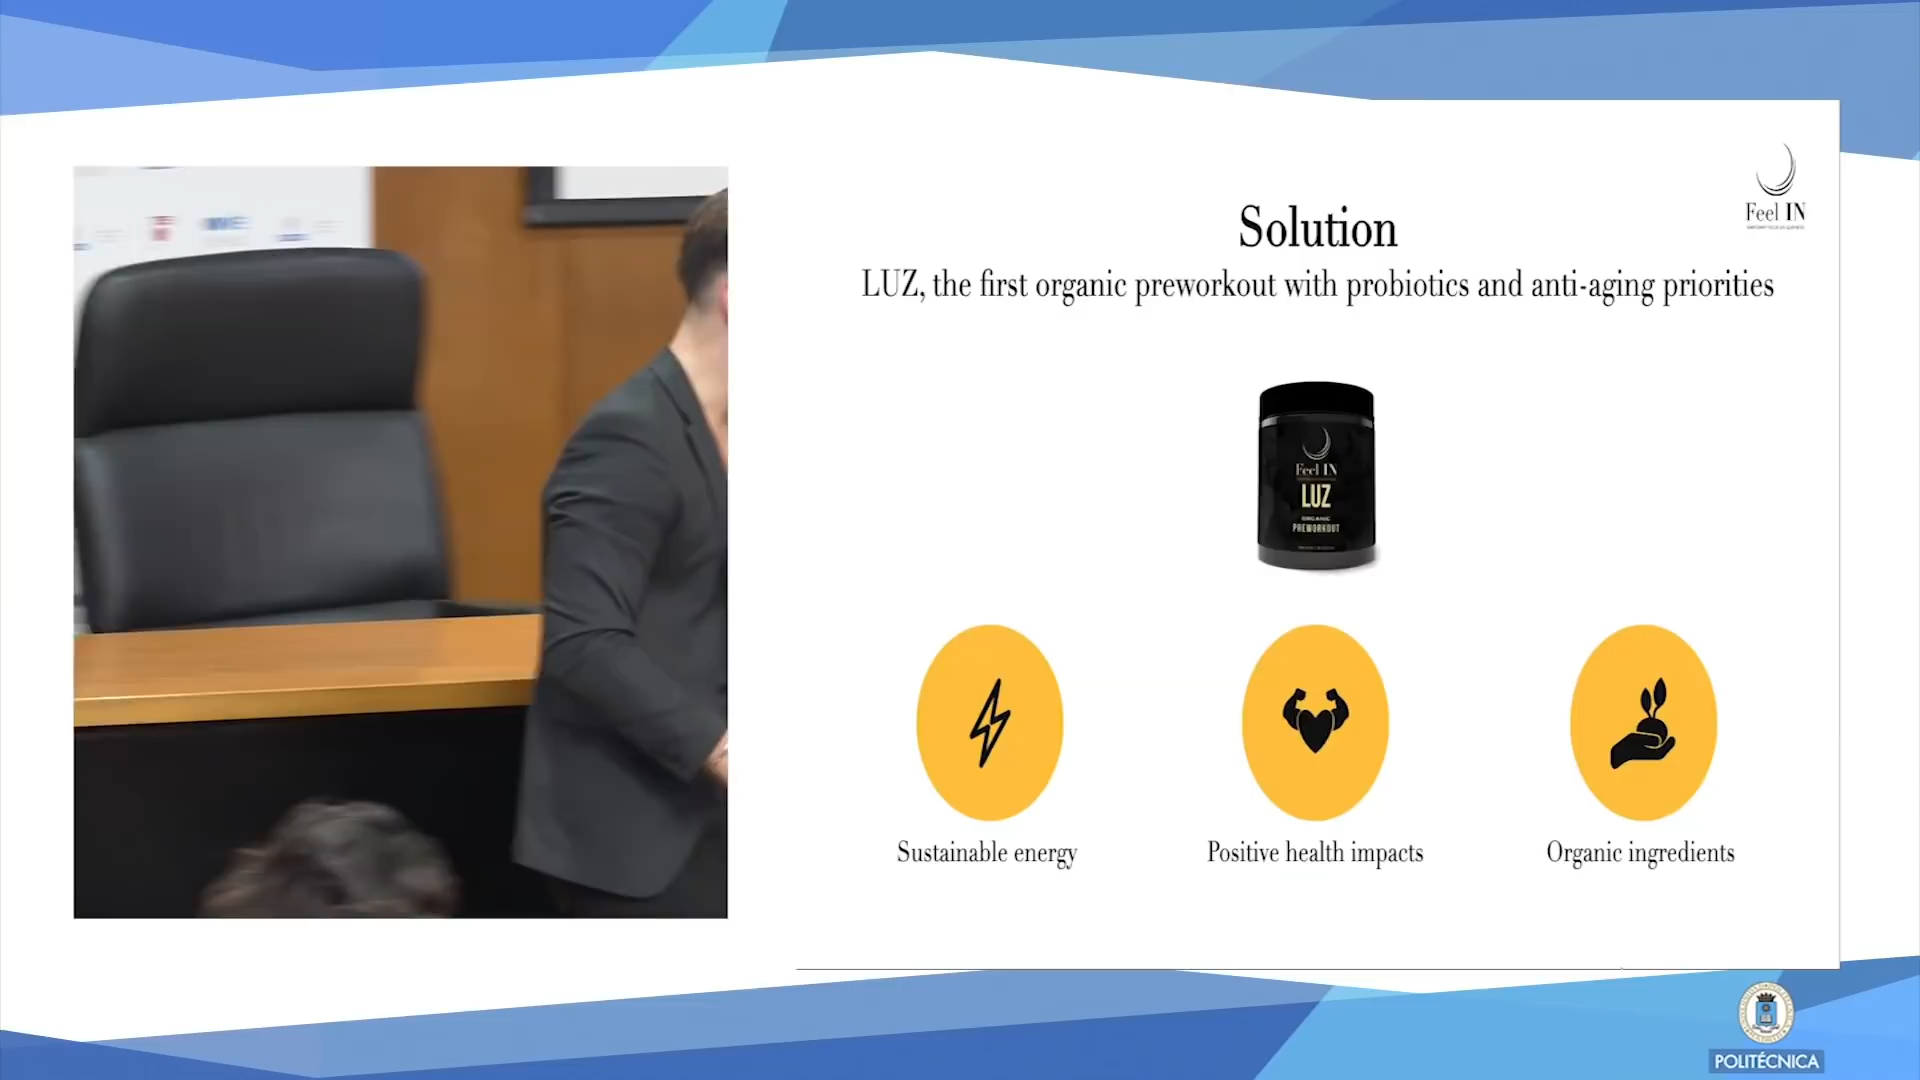 Feel IN
Solution
LUZ, the first organic preworkout with probiotics and anti-aging priorities
Feel IN
LUZ
ORGANIC
PREWORKOUT
Sustainable energy
Positive health impacts
Organic ingredients
POLITÉCNICA